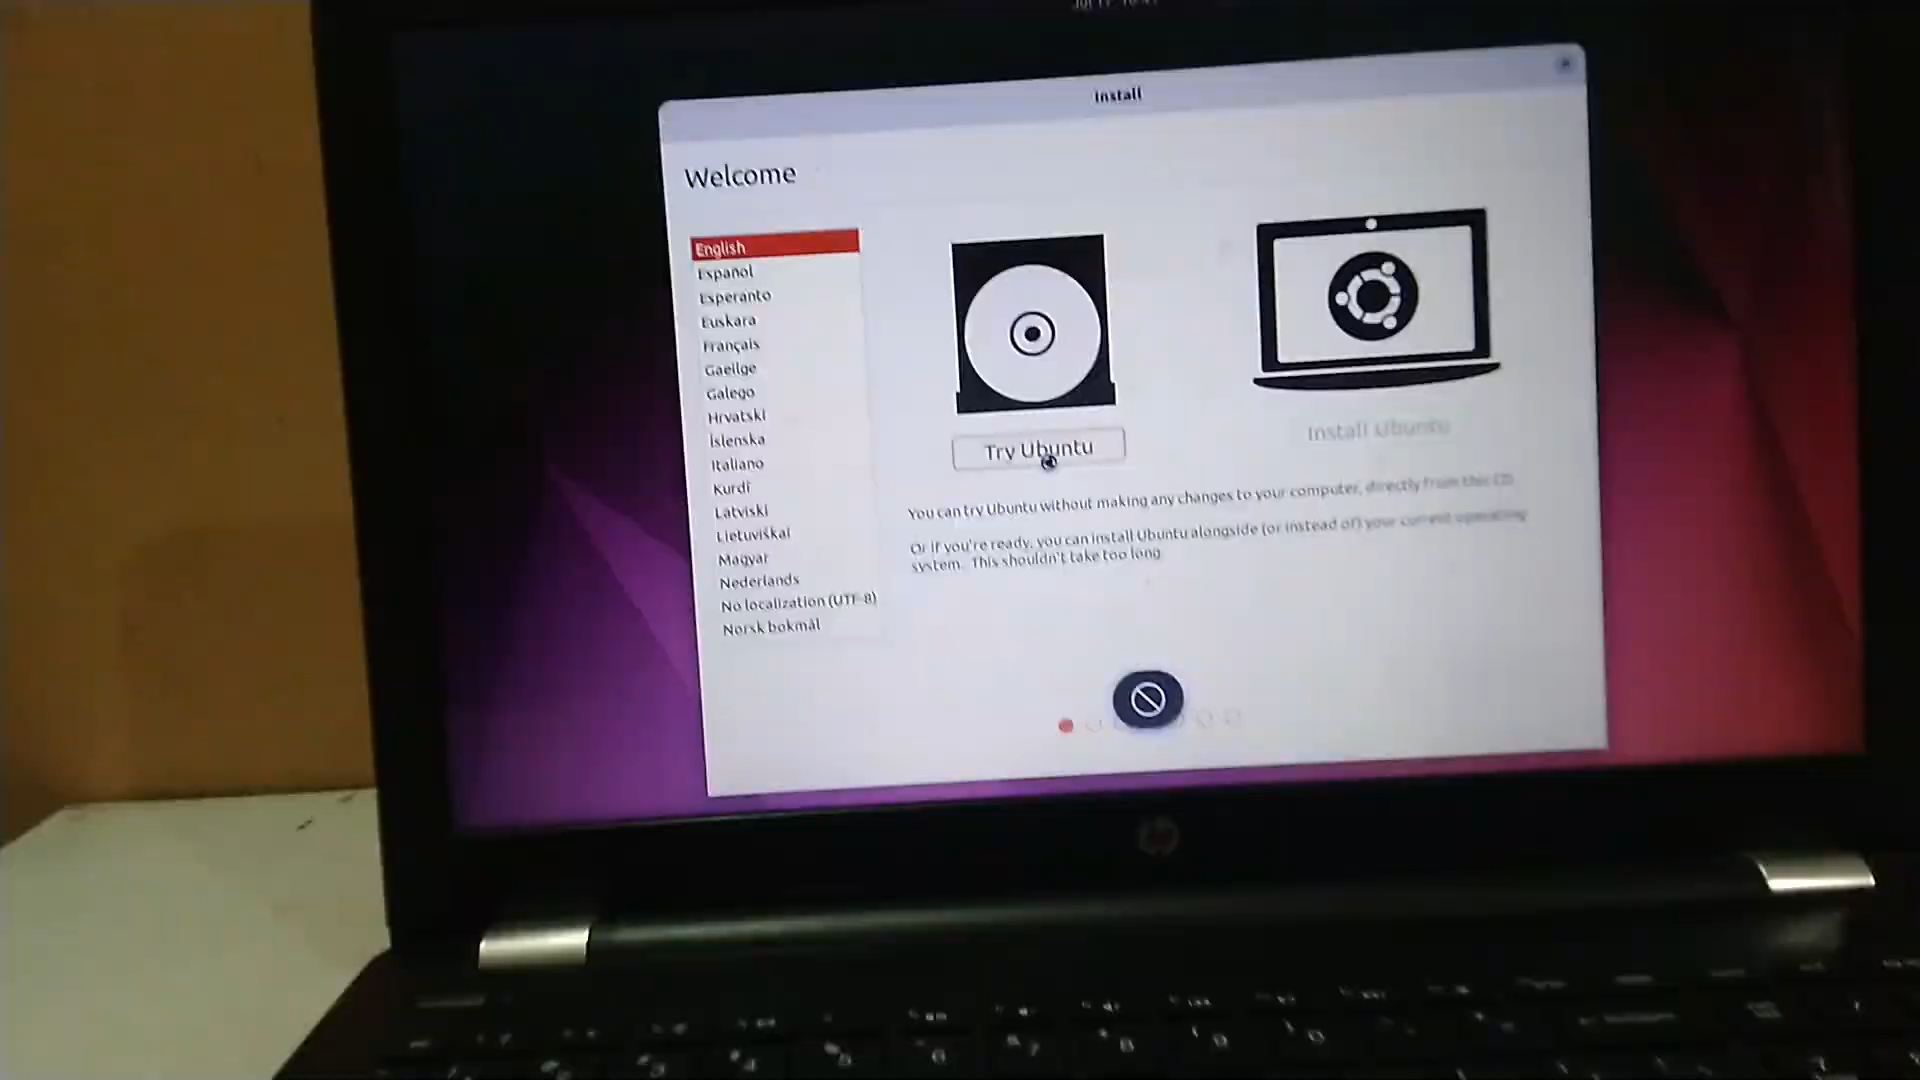 Install
Welcome
English
Español
Esperanto
Euskara
Français
Gaeilge
Galego
Hrvatski
Íslenska
Italiano
Kurdî
Latviski
Lietuviškai
Magyar
Nederlands
No localization (UTF-8)
Norsk bokmål
Try Ubuntu
Install Ubuntu
You can try Ubuntu without making any changes to your computer, directly from this CD.
Or if you're ready, you can install Ubuntu alongside (or instead of) your current operating
system. This shouldn't take too long.
hp